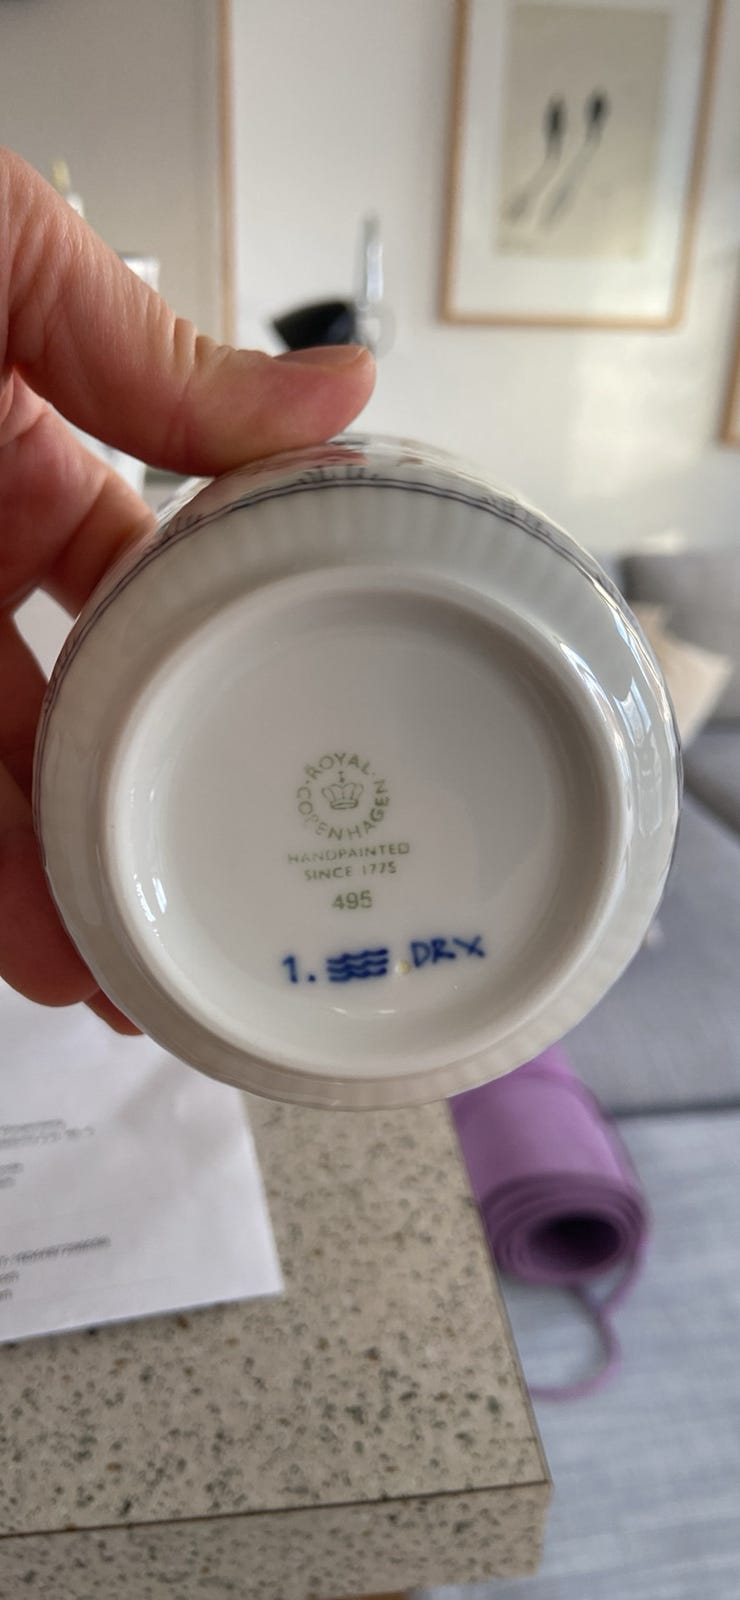 ROYAL COPENHAGEN
HANDPAINTED
SINCE 1775
495
1. DRX